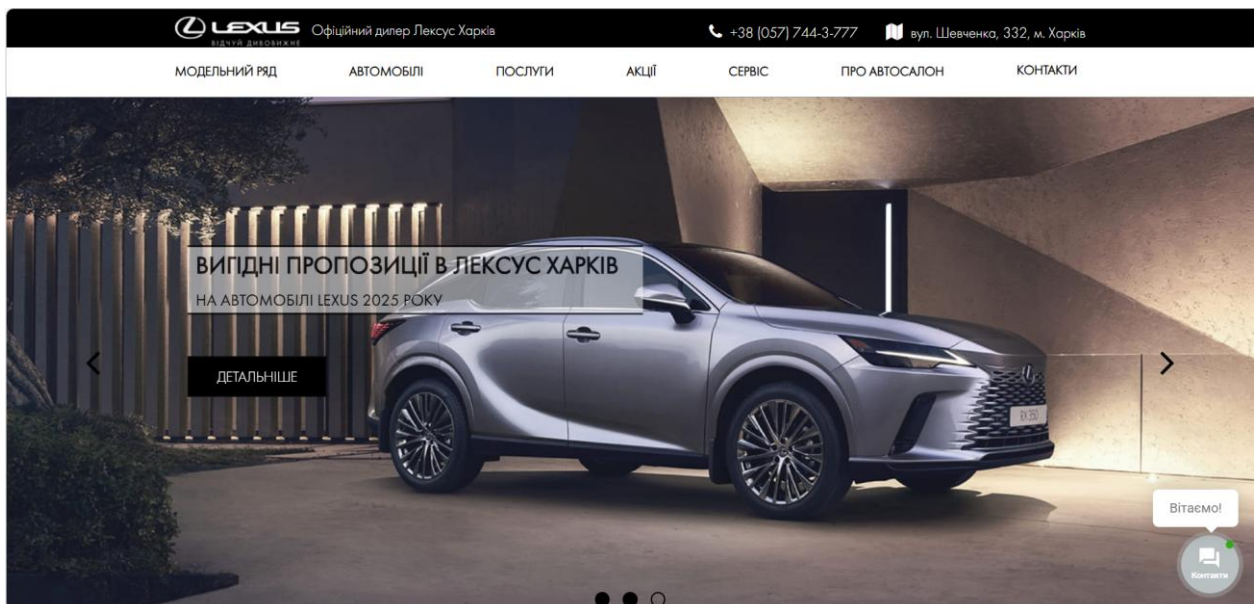 LEXUS
ВІДЧУЙ ДИВОВИЖНЕ
Офіційний дилер Лексус Харків
+38 (057) 744-3-777
вул. Шевченка, 332, м. Харків
МОДЕЛЬНИЙ РЯД
АВТОМОБІЛІ
ПОСЛУГИ
АКЦІЇ
СЕРВІС
ПРО АВТОСАЛОН
КОНТАКТИ
ВИГІДНІ ПРОПОЗИЦІЇ В ЛЕКСУС ХАРКІВ
НА АВТОМОБІЛІ LEXUS 2025 РОКУ
ДЕТАЛЬНІШЕ
RX 350
Вітаємо!
Контакти